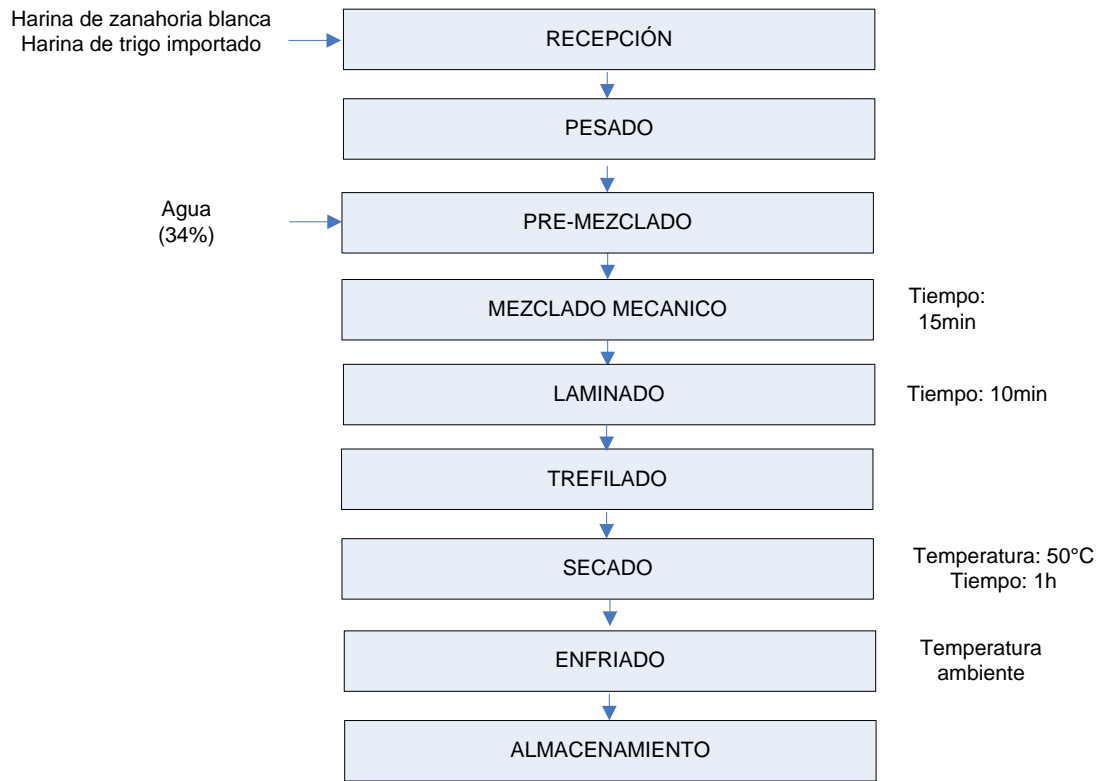 Harina de zanahoria blanca
Harina de trigo importado
RECEPCIÓN
PESADO
Agua
(34%)
PRE-MEZCLADO
MEZCLADO MECANICO
Tiempo:
15min
LAMINADO
Tiempo: 10min
TREFILADO
SECADO
Temperatura: 50°C
Tiempo: 1h
ENFRIADO
Temperatura
ambiente
ALMACENAMIENTO